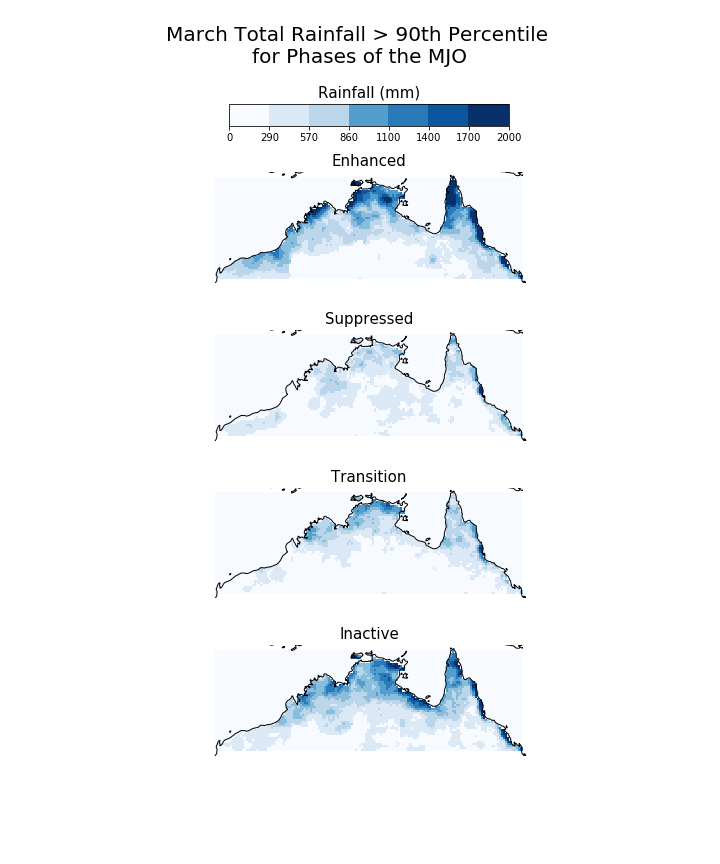 March Total Rainfall > 90th Percentile
for Phases of the MJO
Rainfall (mm)
0 290 570 860 1100 1400 1700 2000
Enhanced
Suppressed
Transition
Inactive